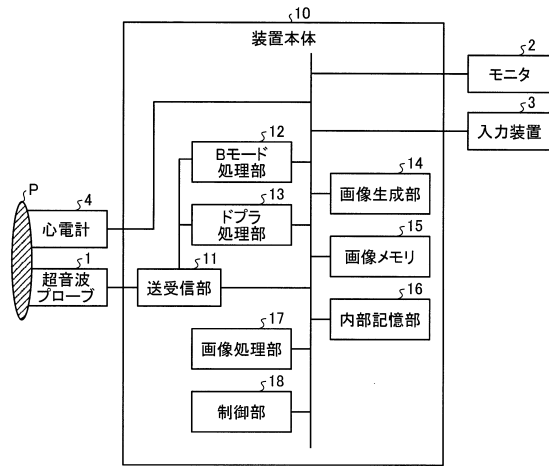 10
装置本体
2
モニタ
3
入力装置
12
Bモード
処理部
14
画像生成部
P
4
心電計
13
ドプラ
処理部
15
画像メモリ
1
超音波
プローブ
11
送受信部
16
内部記憶部
17
画像処理部
18
制御部